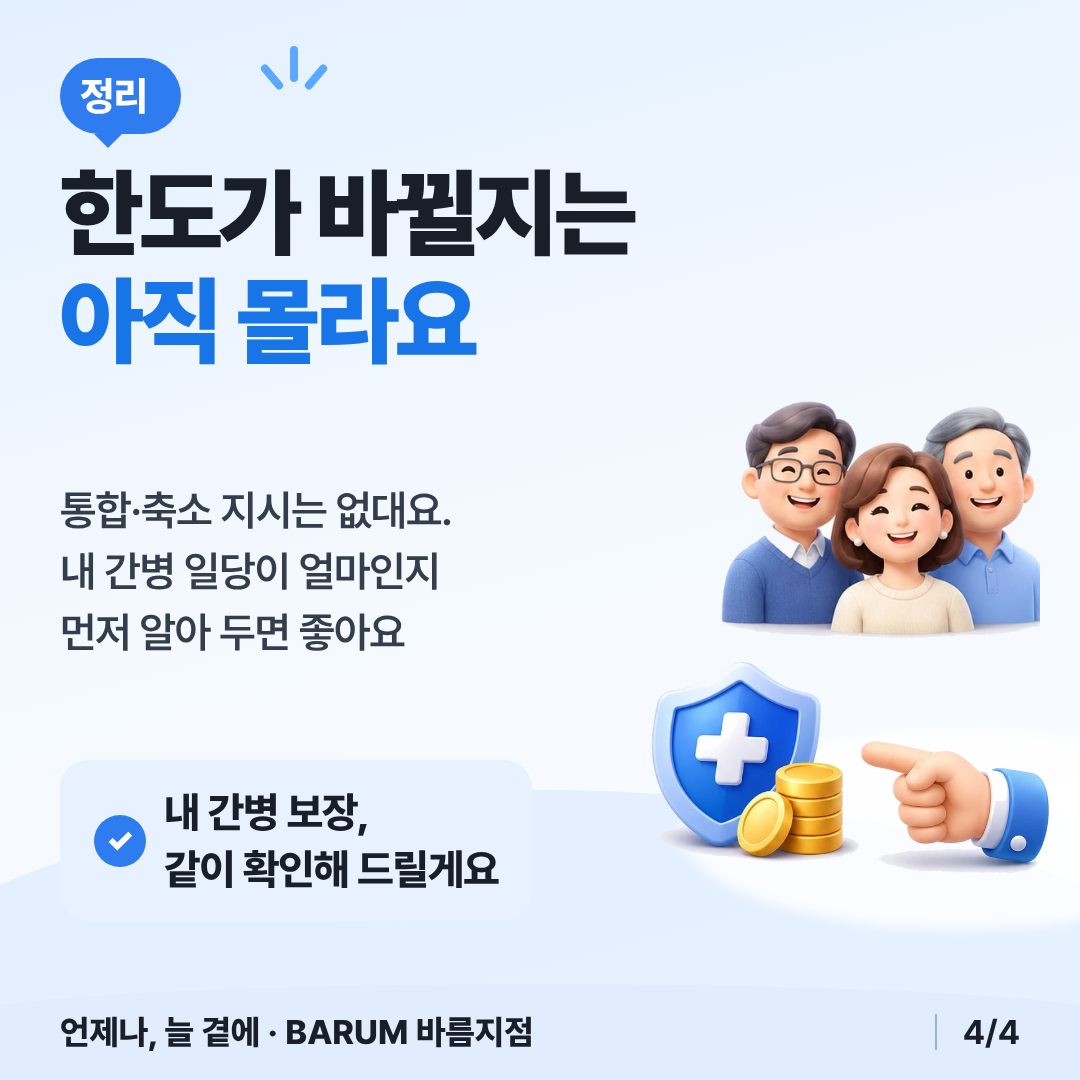 정리
한도가 바뀔지는
아직 몰라요
통합·축소 지시는 없대요.
내 간병 일당이 얼마인지
먼저 알아 두면 좋아요
내 간병 보장,
같이 확인해 드릴게요
언제나, 늘 곁에 · BARUM 바름지점
4/4